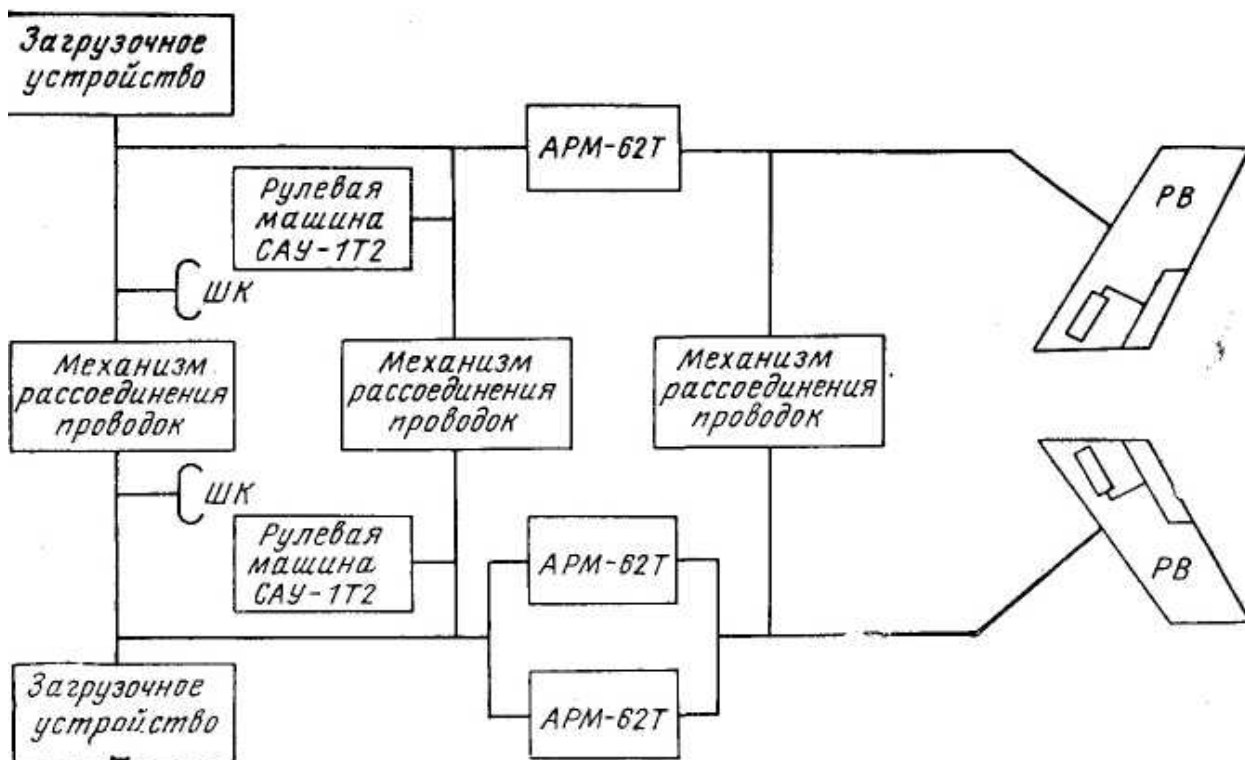 Загрузочное
устройство
АРМ-62Т
Рулевая
машина
САУ-1Т2
РВ
ШК
Механизм
рассоединения
проводок
Механизм
рассоединения
проводок
Механизм
рассоединения
проводок
ШК
Рулевая
машина
САУ-1Т2
АРМ-62Т
РВ
Загрузочное
устройство
АРМ-62Т